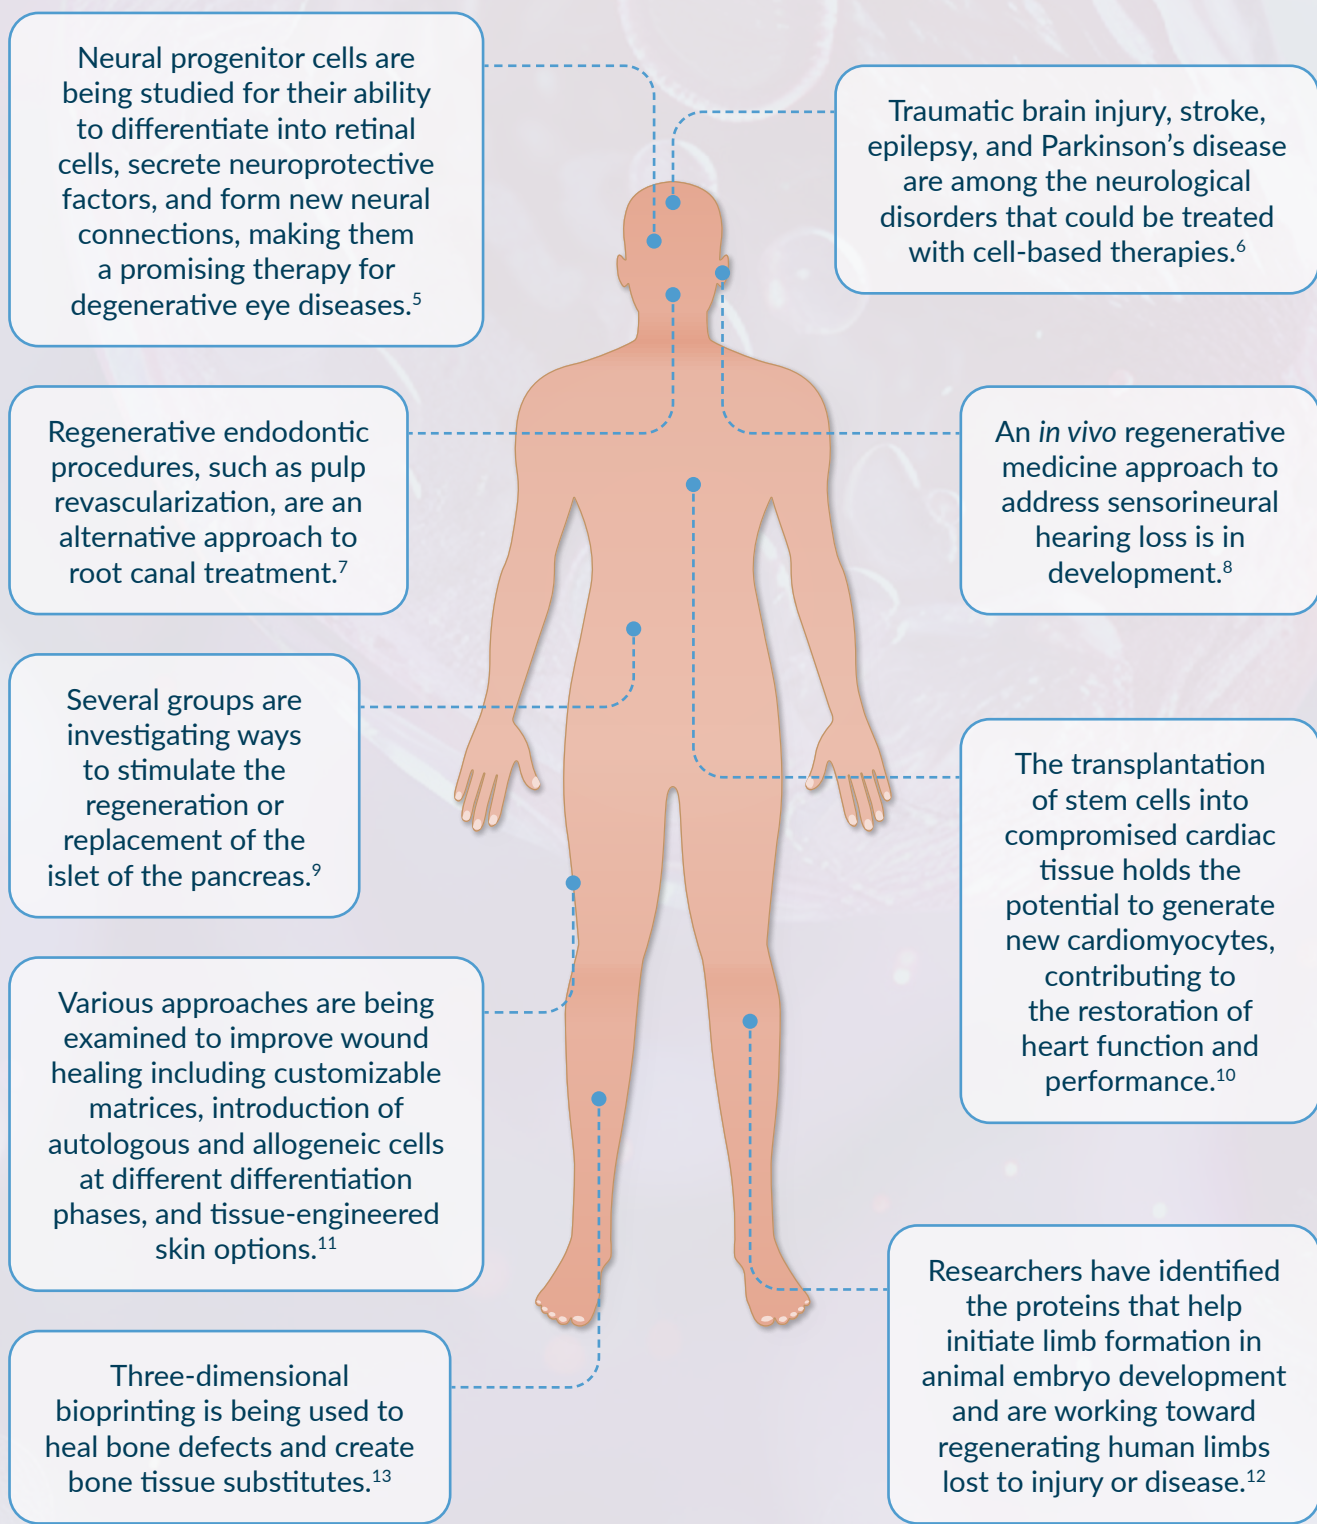 Neural progenitor cells are
being studied for their ability
to differentiate into retinal
cells, secrete neuroprotective
factors, and form new neural
connections, making them
a promising therapy for
degenerative eye diseases.5
Traumatic brain injury, stroke,
epilepsy, and Parkinson’s disease
are among the neurological
disorders that could be treated
with cell-based therapies.6
Regenerative endodontic
procedures, such as pulp
revascularization, are an
alternative approach to
root canal treatment.7
An in vivo regenerative
medicine approach to
address sensorineural
hearing loss is in
development.8
Several groups are
investigating ways
to stimulate the
regeneration or
replacement of the
islet of the pancreas.9
The transplantation
of stem cells into
compromised cardiac
tissue holds the
potential to generate
new cardiomyocytes,
contributing to
the restoration of
heart function and
performance.10
Various approaches are being
examined to improve wound
healing including customizable
matrices, introduction of
autologous and allogeneic cells
at different differentiation
phases, and tissue-engineered
skin options.11
Researchers have identified
the proteins that help
initiate limb formation in
animal embryo development
and are working toward
regenerating human limbs
lost to injury or disease.12
Three-dimensional
bioprinting is being used to
heal bone defects and create
bone tissue substitutes.13